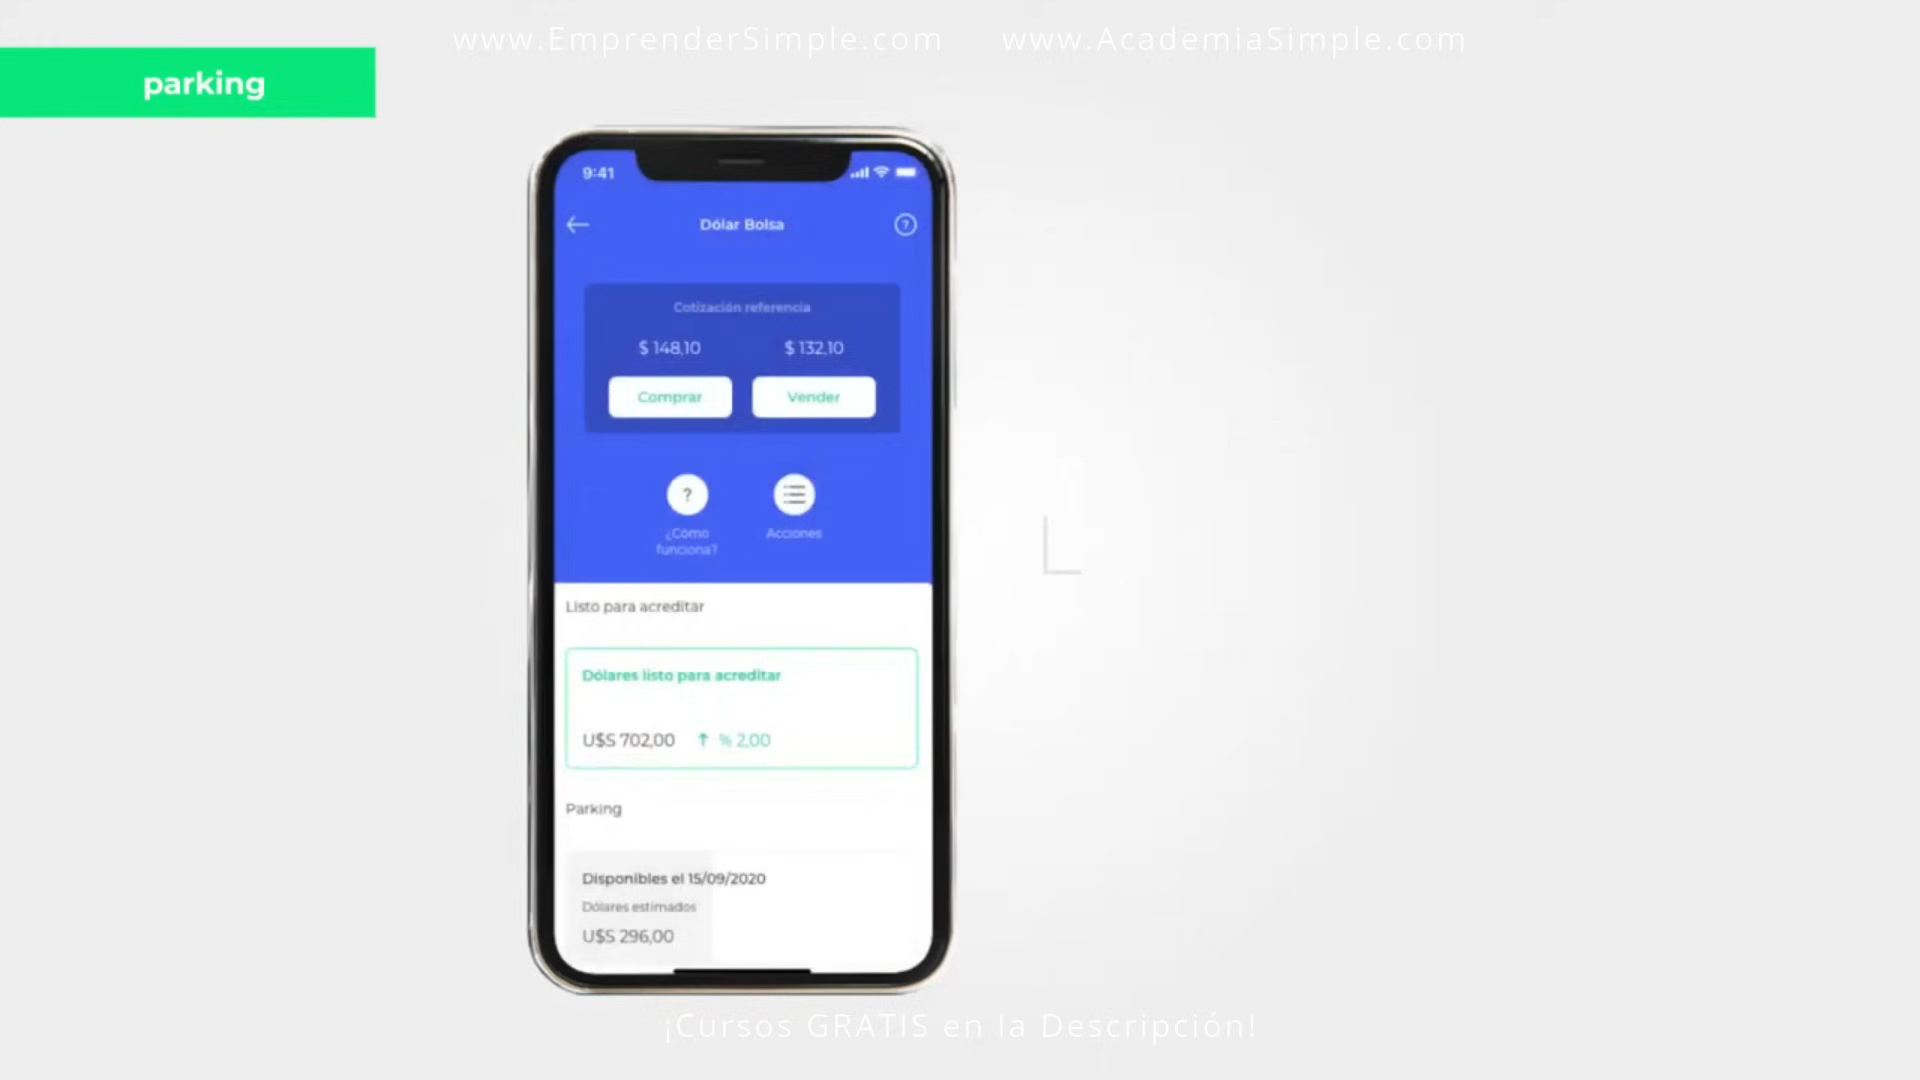 www.EmprenderSimple.com www.AcademiaSimple.com
parking
9:41
Dólar Bolsa
?
Cotización referencia
$ 148,10 $ 132,10
Comprar Vender
?
¿Cómo funciona?
Acciones
Listo para acreditar
Dólares listo para acreditar
U$S 702,00 ↑ % 2,00
Parking
Disponibles el 15/09/2020
Dólares estimados
U$S 296,00
L
¡Cursos GRATIS en la Descripción!